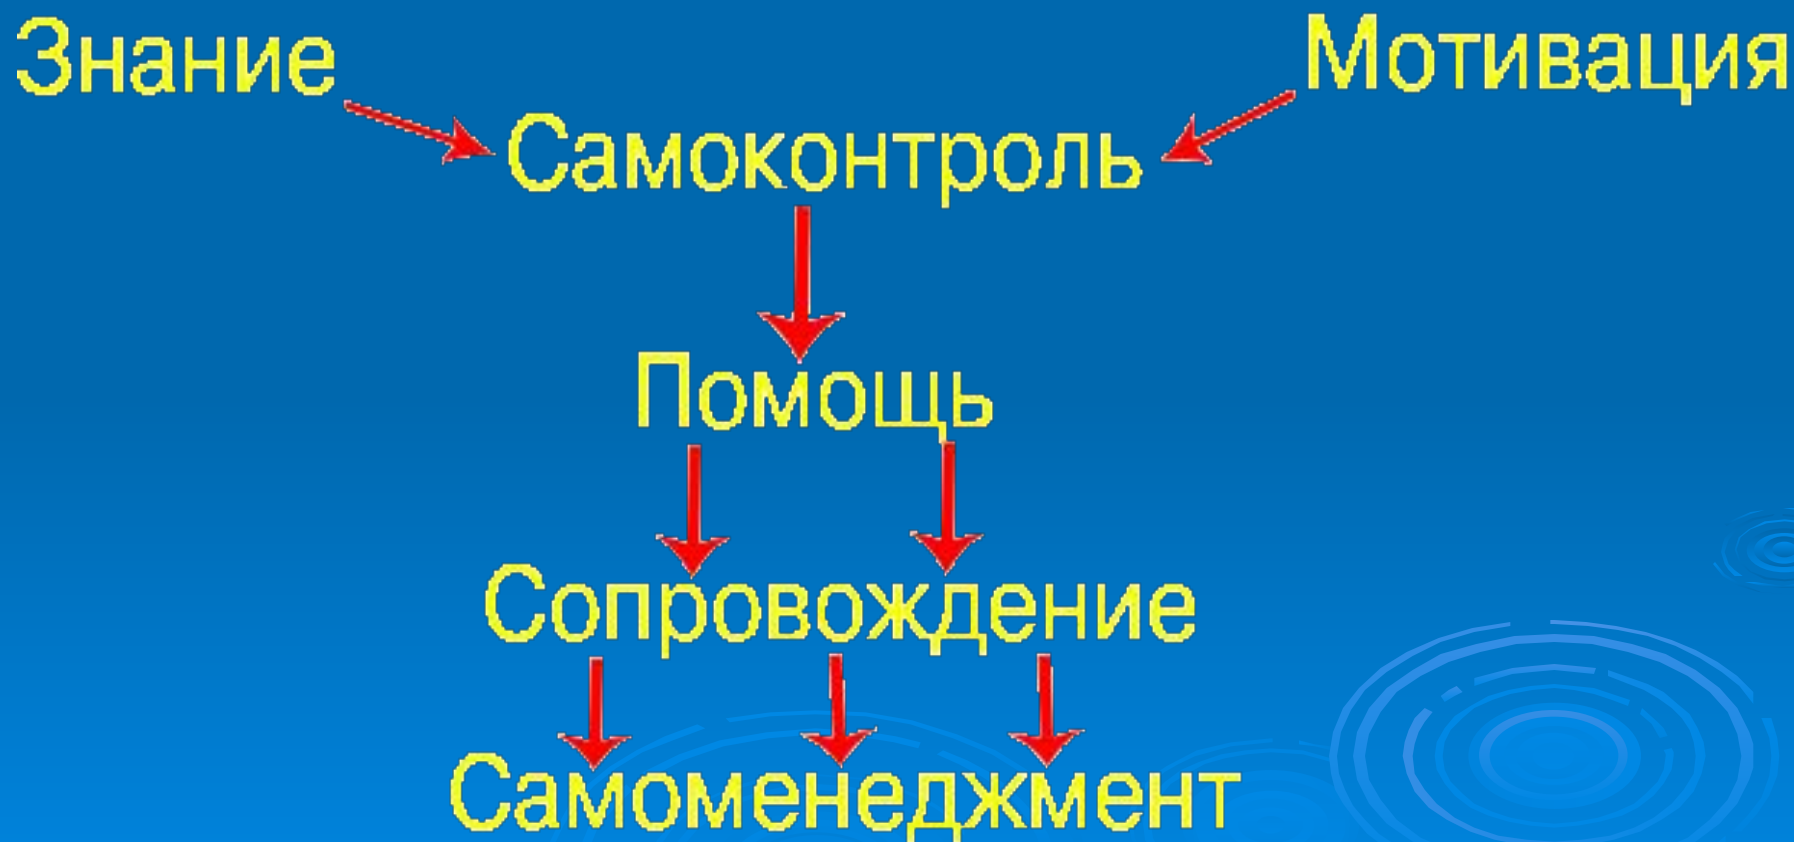 Знание
Мотивация
Самоконтроль
Помощь
Сопровождение
Самоменеджмент